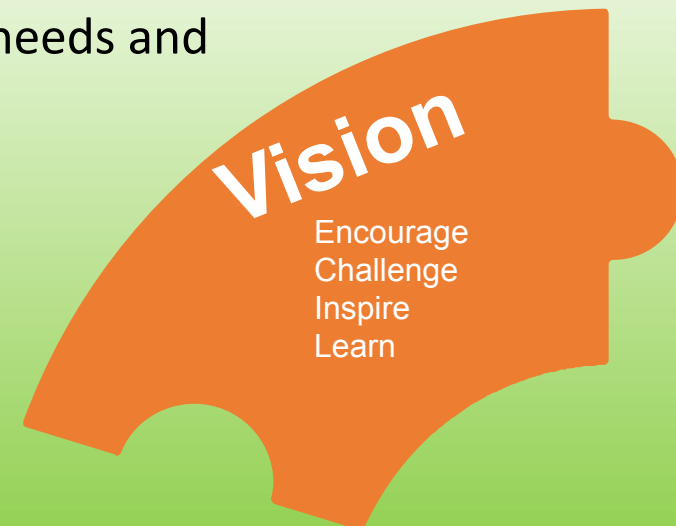 needs and
Vision
Encourage
Challenge
Inspire
Learn